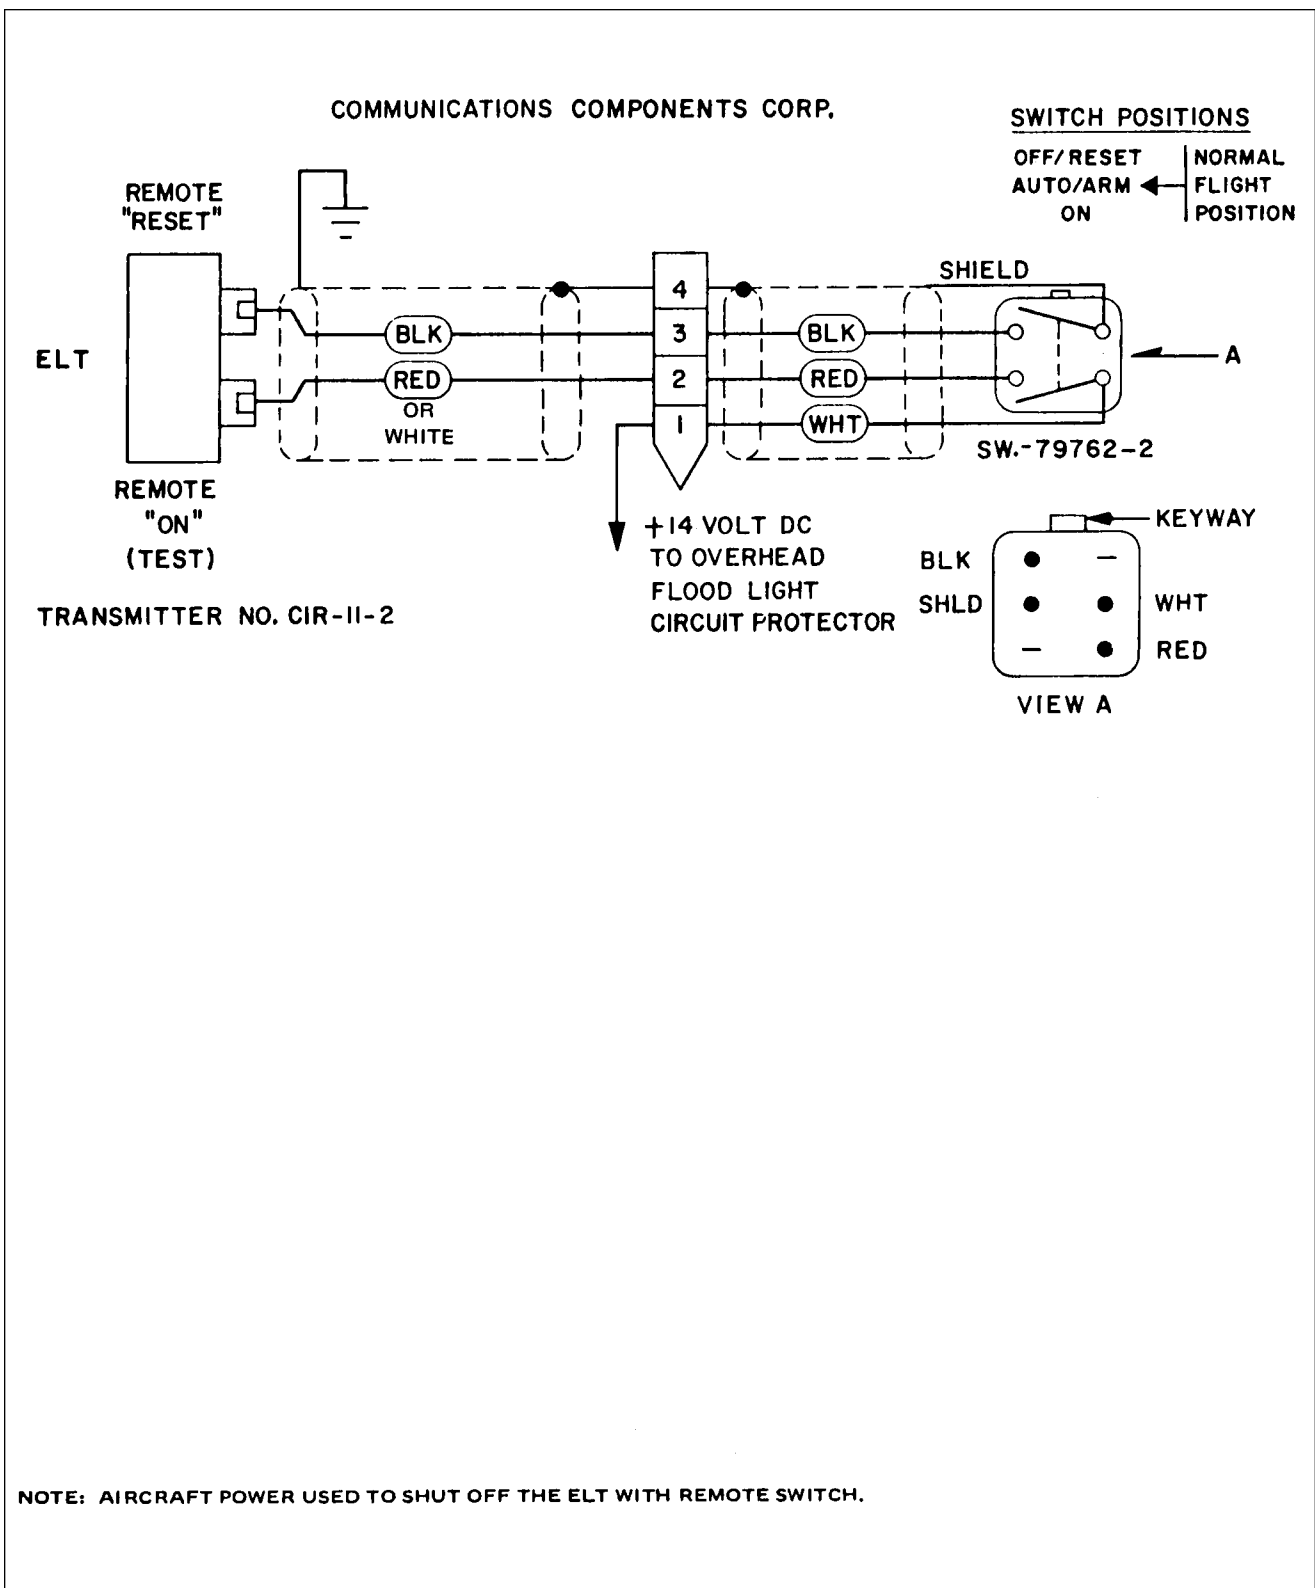 COMMUNICATIONS COMPONENTS CORP.
SWITCH POSITIONS
OFF/RESET
AUTO/ARM
ON
NORMAL
FLIGHT
POSITION
REMOTE
"RESET"
ELT
BLK
RED
OR
WHITE
4
3
2
1
SHIELD
BLK
RED
WHT
A
SW.-79762-2
REMOTE
"ON"
(TEST)
TRANSMITTER NO. CIR-11-2
+14 VOLT DC
TO OVERHEAD
FLOOD LIGHT
CIRCUIT PROTECTOR
KEYWAY
BLK
–
SHLD
WHT
–
RED
VIEW A
NOTE: AIRCRAFT POWER USED TO SHUT OFF THE ELT WITH REMOTE SWITCH.